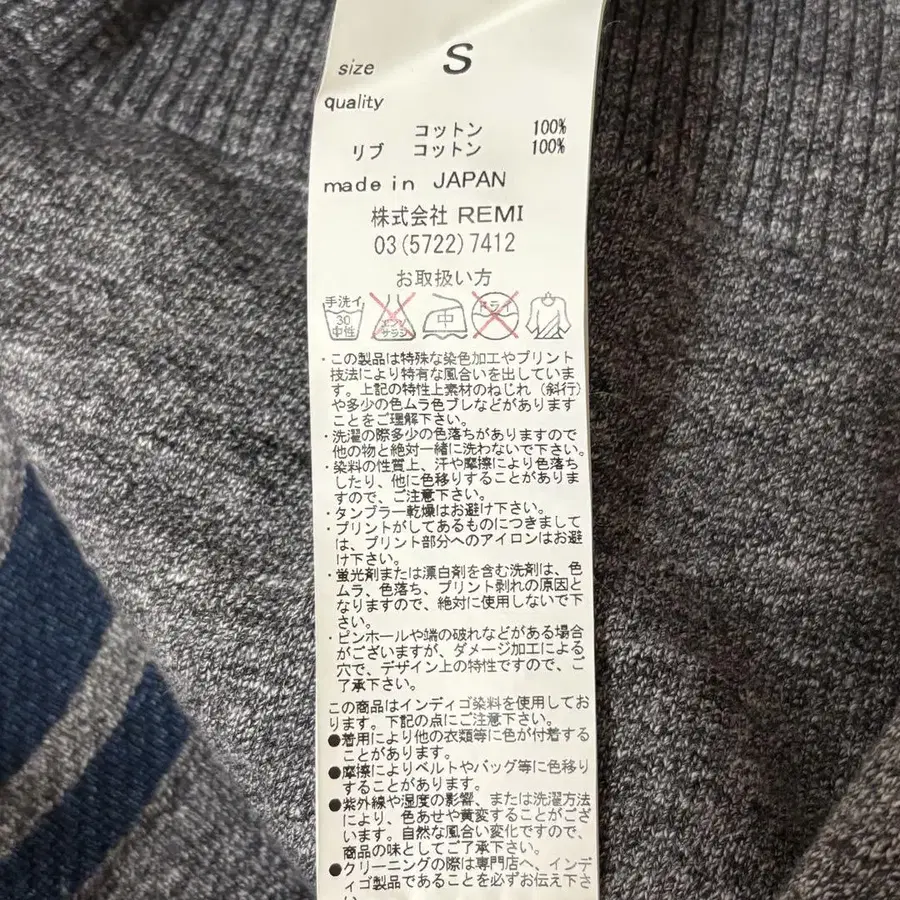 size S
quality
コットン 100%
リブ コットン 100%
made in JAPAN
株式会社 REMI
03(5722)7412
お取扱い方
手洗イ
30
中性
エンソ
サラシ
中
ドライ
・この製品は特殊な染色加工やプリント
技法により特有な風合いを出していま
す。上記の特性上素材のねじれ（斜行）
や多少の色ムラ色ブレなどがあります
ことをご理解下さい。
・洗濯の際多少の色落ちがありますので
他の物と絶対一緒に洗わないで下さい。
・染料の性質上、汗や摩擦により色落ち
したり、他に色移りすることがありま
すので、ご注意下さい。
・タンブラー乾燥はお避け下さい。
・プリントがしてあるものにつきまして
は、プリント部分へのアイロンはお避
け下さい。
・蛍光剤または漂白剤を含む洗剤は、色
ムラ、色落ち、プリント剥れの原因と
なりますので、絶対に使用しないで下
さい。
・ピンホールや端の破れなどがある場合
がございますが、ダメージ加工による
穴で、デザイン上の特性ですので、ご
了承下さい。
この商品はインディゴ染料を使用してお
ります。下記の点にご注意下さい。
●着用により他の衣類等に色が付着する
ことがあります。
●摩擦によりベルトやバッグ等に色移り
することがあります。
●紫外線や湿度の影響、または洗濯方法
により、色あせや黄変することがござ
います。自然な風合い変化ですので、
商品の味としてご了承下さい。
●クリーニングの際は専門店へ、インデ
ィゴ製品であることを必ずお伝え下さ
い。